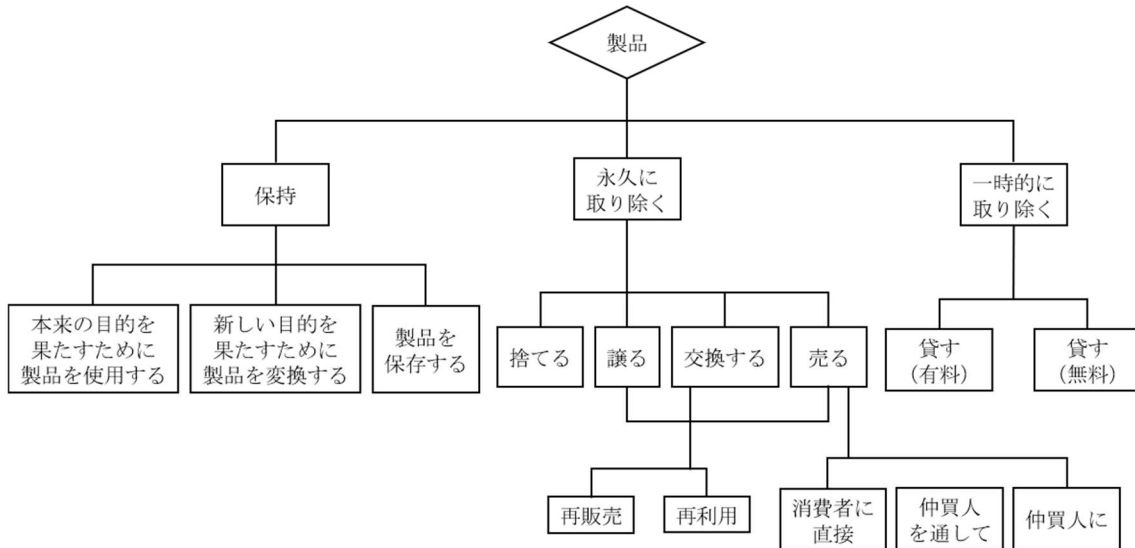 製品
保持
永久に
取り除く
一時的に
取り除く
本来の目的を
果たすために
製品を使用する
新しい目的を
果たすために
製品を変換する
製品を
保存する
捨てる
譲る
交換する
売る
貸す
（有料）
貸す
（無料）
再販売
再利用
消費者に
直接
仲買人
を通して
仲買人に